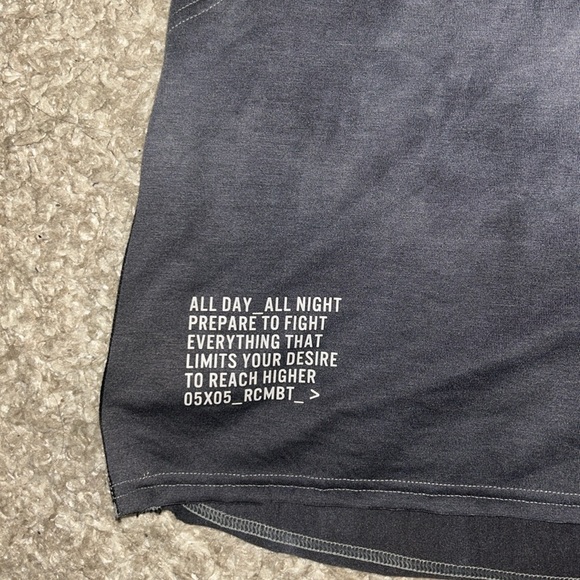 ALL DAY_ALL NIGHT
PREPARE TO FIGHT
EVERYTHING THAT
LIMITS YOUR DESIRE
TO REACH HIGHER
05X05_RCMBT_ >